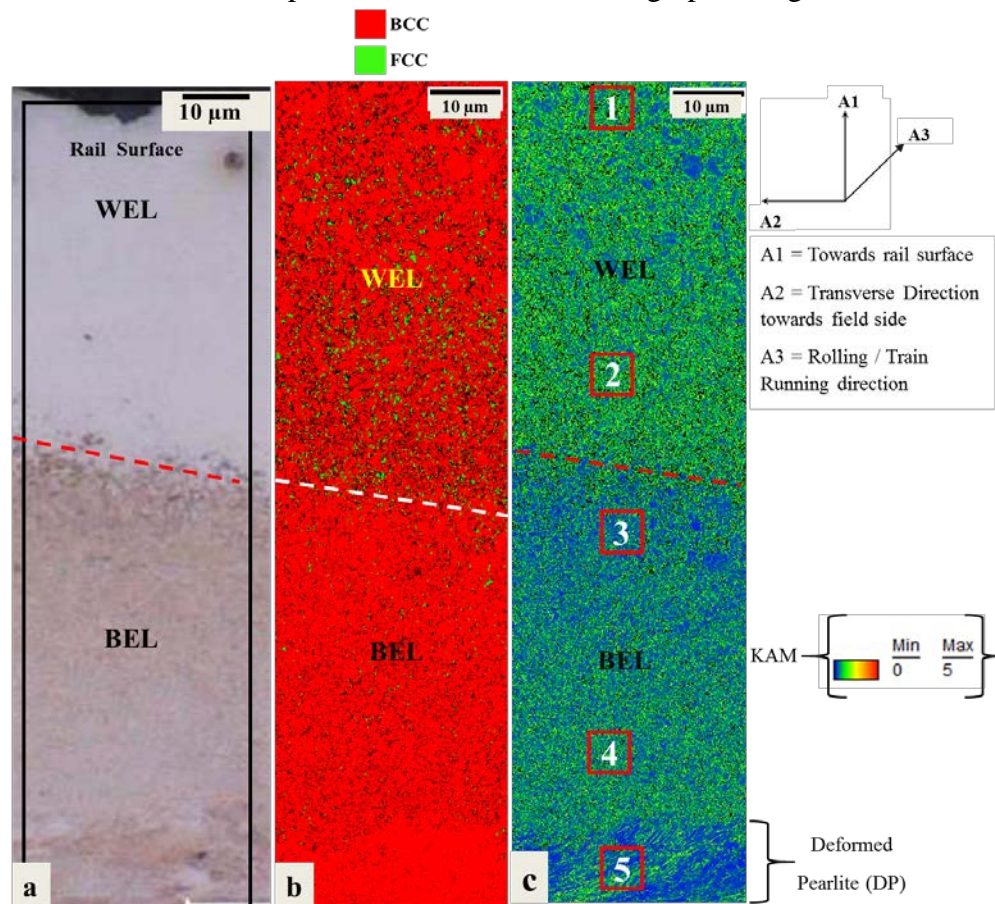 BCC
FCC
10 μm
Rail Surface
WEL
BEL
a
WEL
BEL
b
10 μm
10 μm
1
WEL
2
3
BEL
4
5
c
A1
A3
A2
A1 = Towards rail surface
A2 = Transverse Direction
towards field side
A3 = Rolling / Train
Running direction
KAM
Min Max
0 5
Deformed
Pearlite (DP)